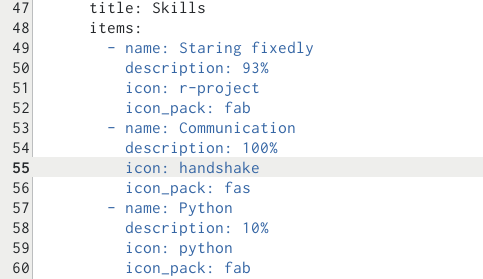 47 title: Skills
48 items:
49 - name: Staring fixedly
50 description: 93%
51 icon: r-project
52 icon_pack: fab
53 - name: Communication
54 description: 100%
55 icon: handshake
56 icon_pack: fas
57 - name: Python
58 description: 10%
59 icon: python
60 icon_pack: fab